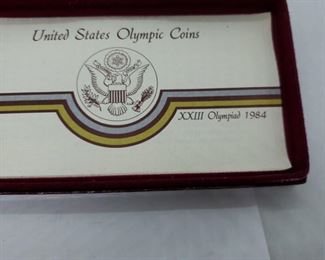 United States Olympic Coins
XXIII Olympiad 1984